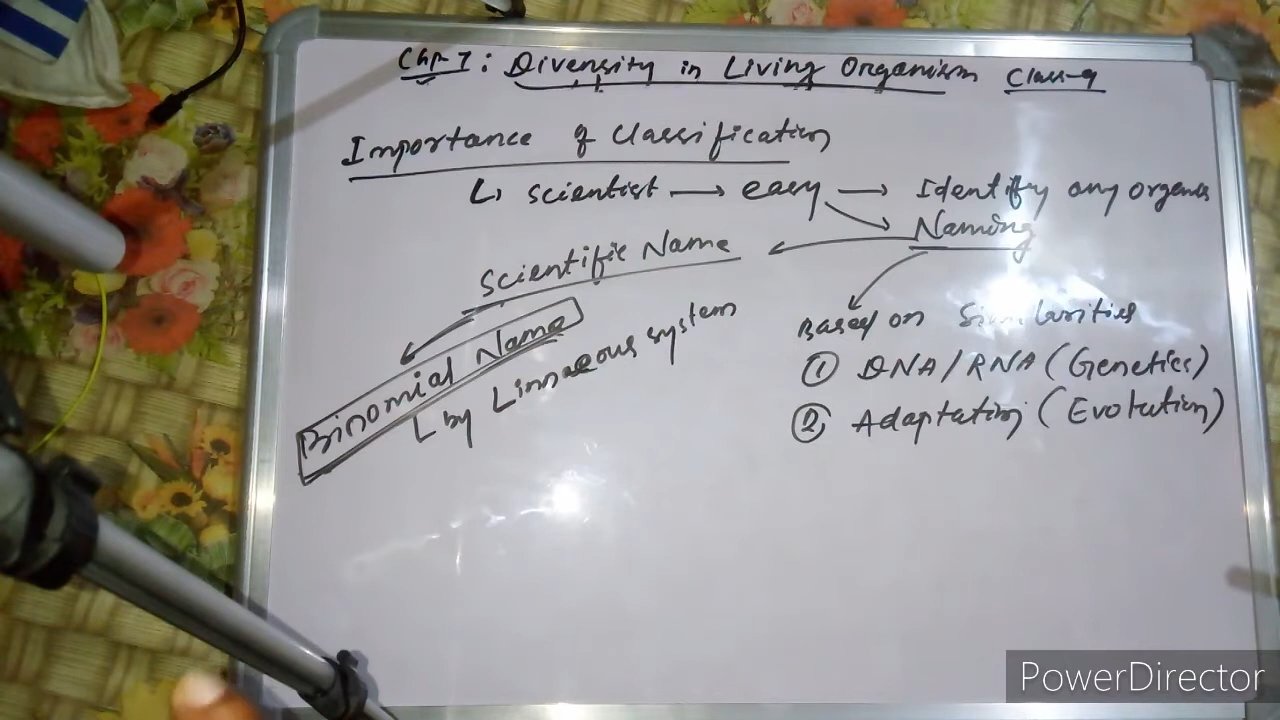 Chp-7: Diversity in Living Organism Class-9
Importance of Classification
↳ scientist → easy → Identify any organis
Naming
Scientific Name
Binomial Name
by Linnaeous system
Based on Similarities
① DNA/RNA (Genetics)
② Adaptation (Evolution)
PowerDirector